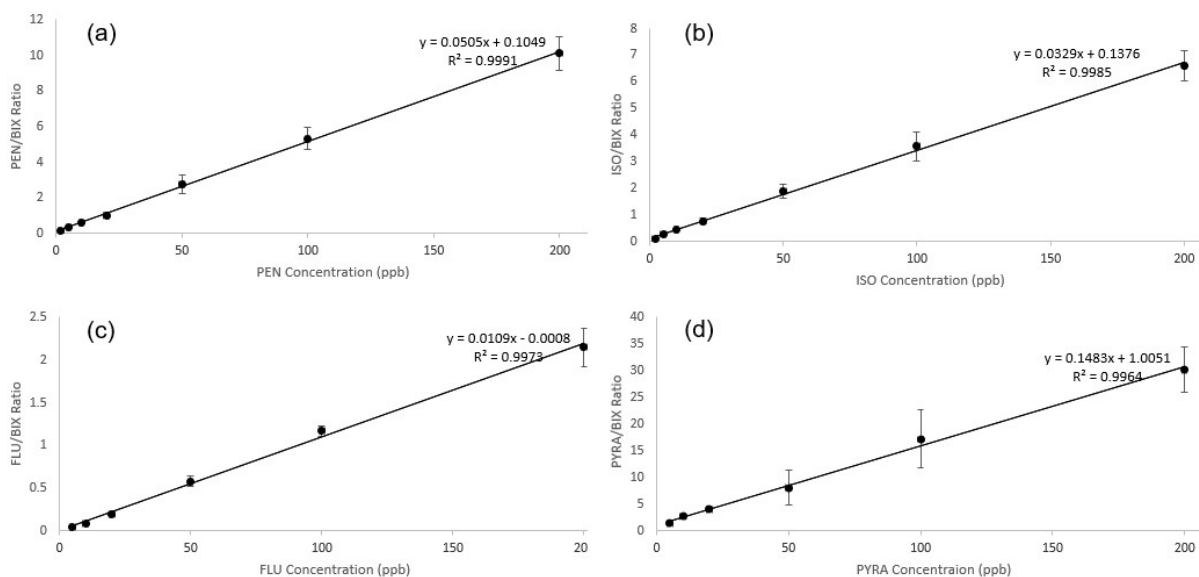 (a)
y = 0.0505x + 0.1049
R² = 0.9991
PEN/BIX Ratio
12
10
8
6
4
2
0
0 50 100 150 200
PEN Concentration (ppb)
(b)
y = 0.0329x + 0.1376
R² = 0.9985
ISO/BIX Ratio
8
7
6
5
4
3
2
1
0
0 50 100 150 200
ISO Concentration (ppb)
(c)
y = 0.0109x - 0.0008
R² = 0.9973
FLU/BIX Ratio
2.5
2
1.5
1
0.5
0
0 50 100 150 200
FLU Concentration (ppb)
(d)
y = 0.1483x + 1.0051
R² = 0.9964
PYRA/BIX Ratio
40
35
30
25
20
15
10
5
0
0 50 100 150 200
PYRA Concentraion (ppb)